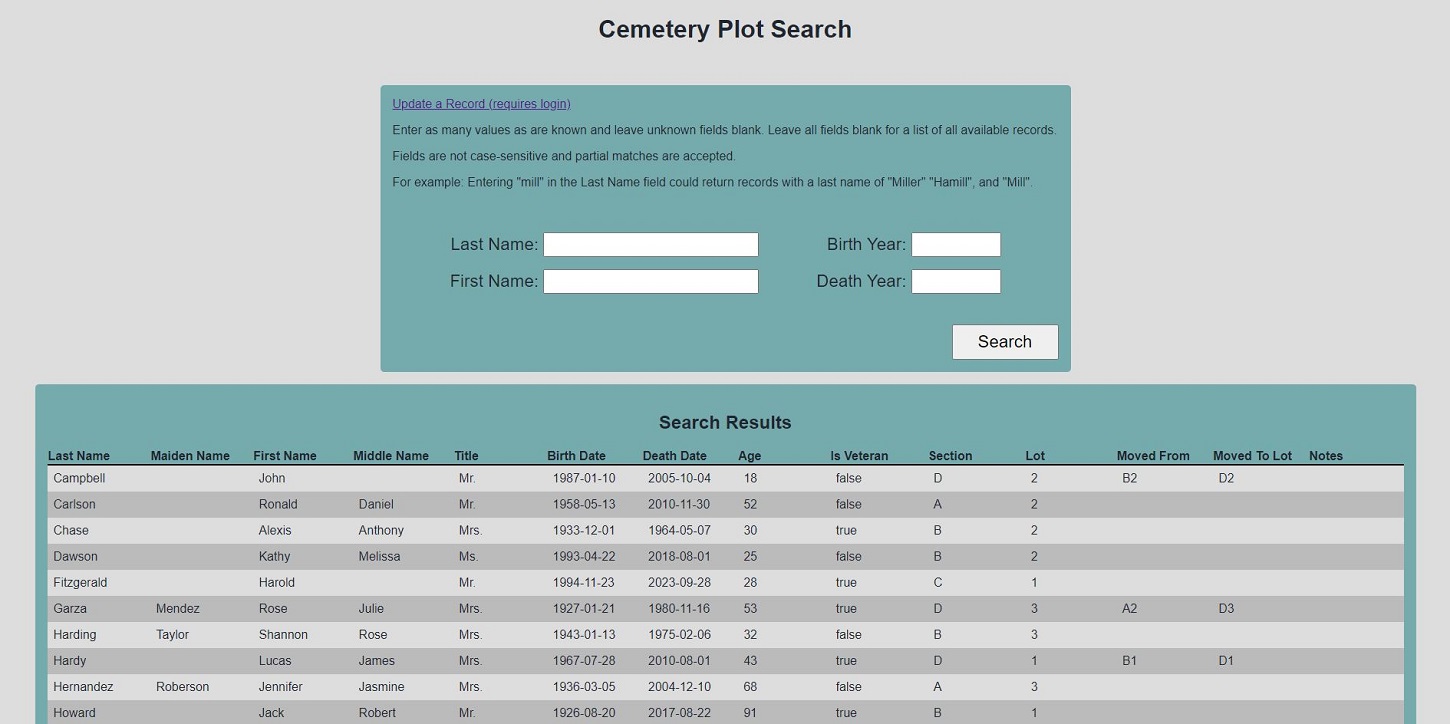 Cemetery Plot Search
Update a Record (requires login)
Enter as many values as are known and leave unknown fields blank. Leave all fields blank for a list of all available records.
Fields are not case-sensitive and partial matches are accepted.
For example: Entering "mill" in the Last Name field could return records with a last name of "Miller" "Hamill", and "Mill".
Last Name: Birth Year:
First Name: Death Year:
Search
Search Results
Last Name Maiden Name First Name Middle Name Title Birth Date Death Date Age Is Veteran Section Lot Moved From Moved To Lot Notes
Campbell John Mr. 1987-01-10 2005-10-04 18 false D 2 B2 D2
Carlson Ronald Daniel Mr. 1958-05-13 2010-11-30 52 false A 2
Chase Alexis Anthony Mrs. 1933-12-01 1964-05-07 30 true B 2
Dawson Kathy Melissa Ms. 1993-04-22 2018-08-01 25 false B 2
Fitzgerald Harold Mr. 1994-11-23 2023-09-28 28 true C 1
Garza Mendez Rose Julie Mrs. 1927-01-21 1980-11-16 53 true D 3 A2 D3
Harding Taylor Shannon Rose Mrs. 1943-01-13 1975-02-06 32 false B 3
Hardy Lucas James Mrs. 1967-07-28 2010-08-01 43 true D 1 B1 D1
Hernandez Roberson Jennifer Jasmine Mrs. 1936-03-05 2004-12-10 68 false A 3
Howard Jack Robert Mr. 1926-08-20 2017-08-22 91 true B 1